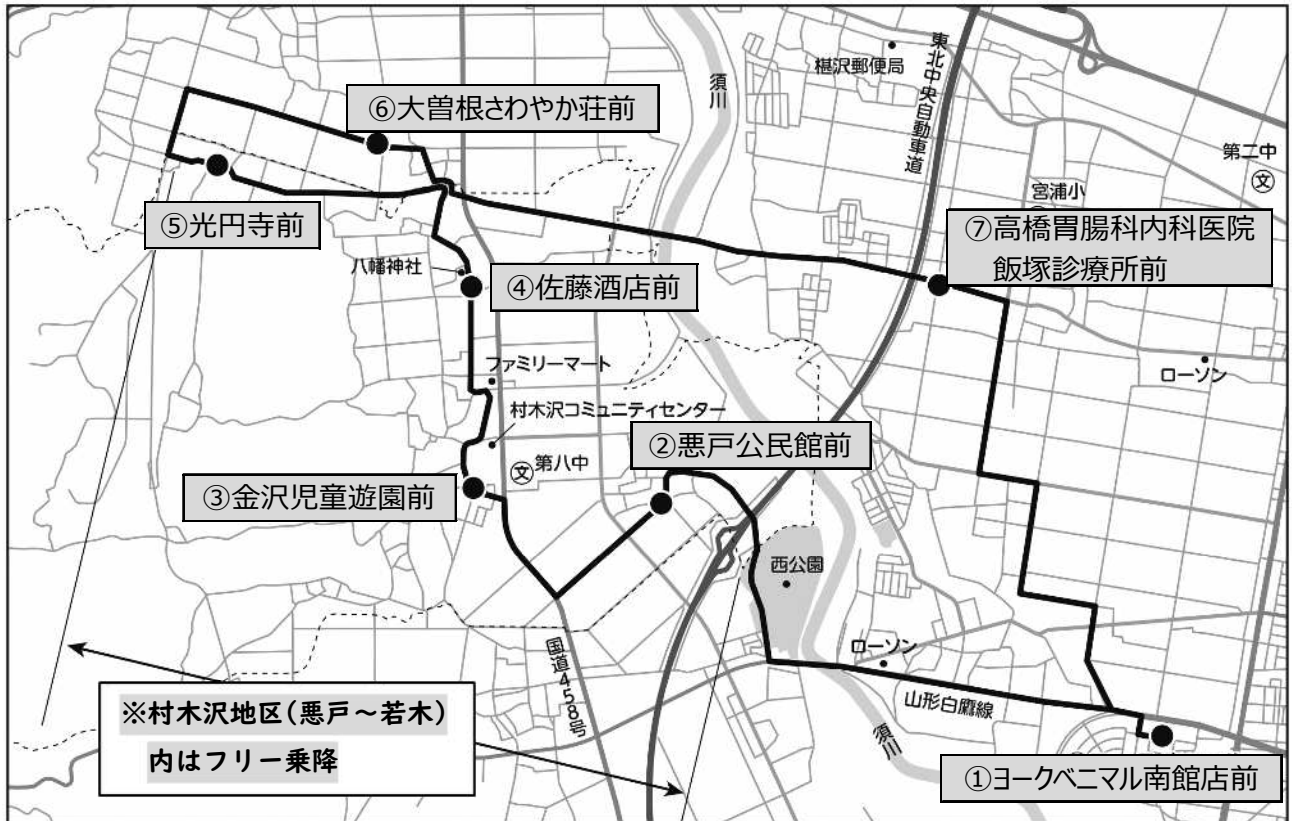 椹沢郵便局
須川
東北中央自動車道
⑥大曽根さわやか荘前
第二中
文
宮浦小
⑤光円寺前
⑦高橋胃腸科内科医院
飯塚診療所前
八幡神社
④佐藤酒店前
ファミリーマート
ローソン
村木沢コミュニティセンター
②悪戸公民館前
文
第八中
③金沢児童遊園前
西公園
国道458号
ローソン
※村木沢地区(悪戸～若木)
内はフリー乗降
山形白鷹線
須川
①ヨークベニマル南館店前